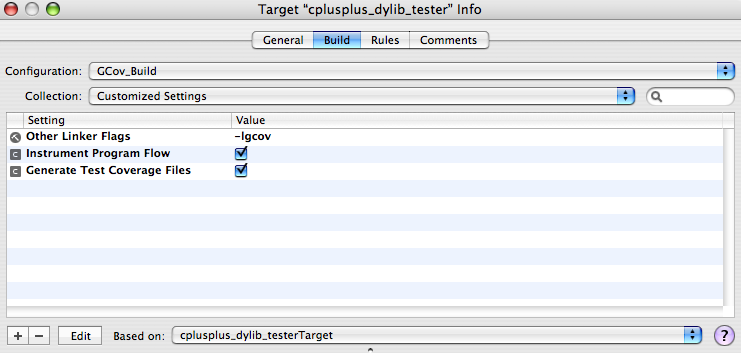 Target “cplusplus_dylib_tester” Info
General Build Rules Comments
Configuration: GCov_Build
Collection: Customized Settings
Setting Value
Other Linker Flags -lgcov
C Instrument Program Flow
C Generate Test Coverage Files
+ − Edit Based on: cplusplus_dylib_testerTarget ?